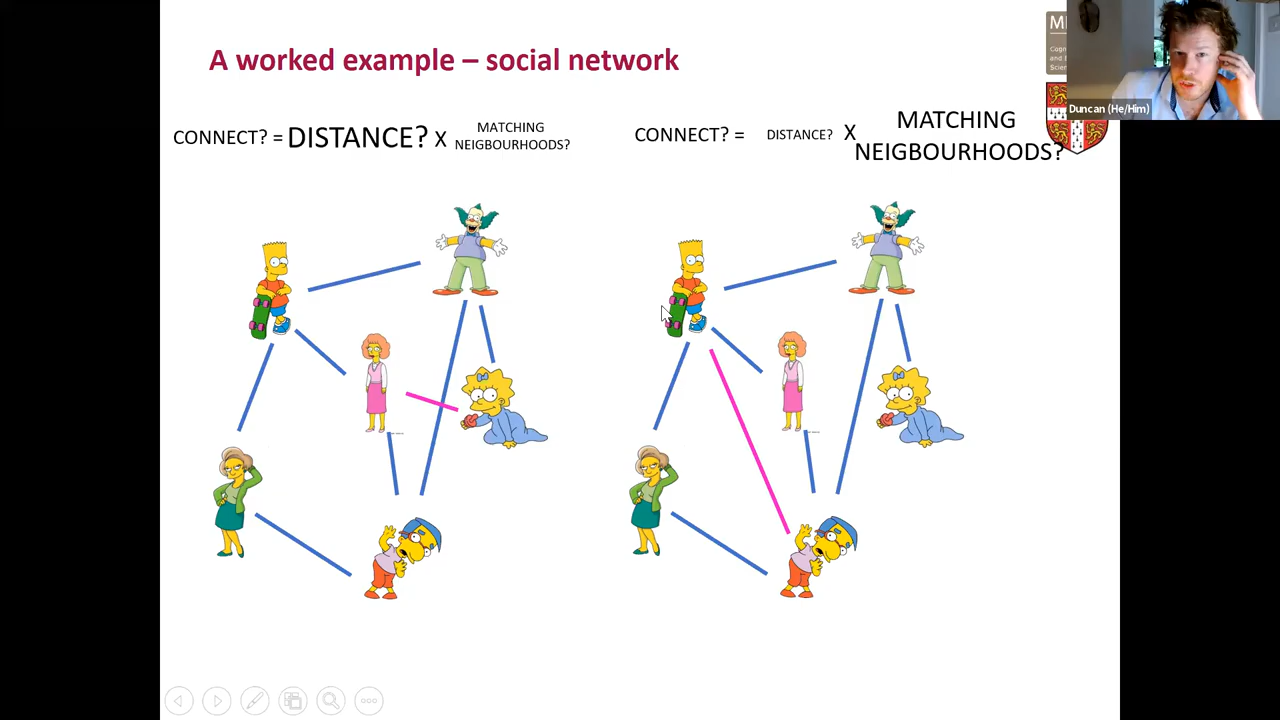 A worked example – social network
CONNECT? = DISTANCE? X MATCHING
NEIGBOURHOODS?
CONNECT? = DISTANCE? X MATCHING
NEIGBOURHOODS?
Duncan (He/Him)